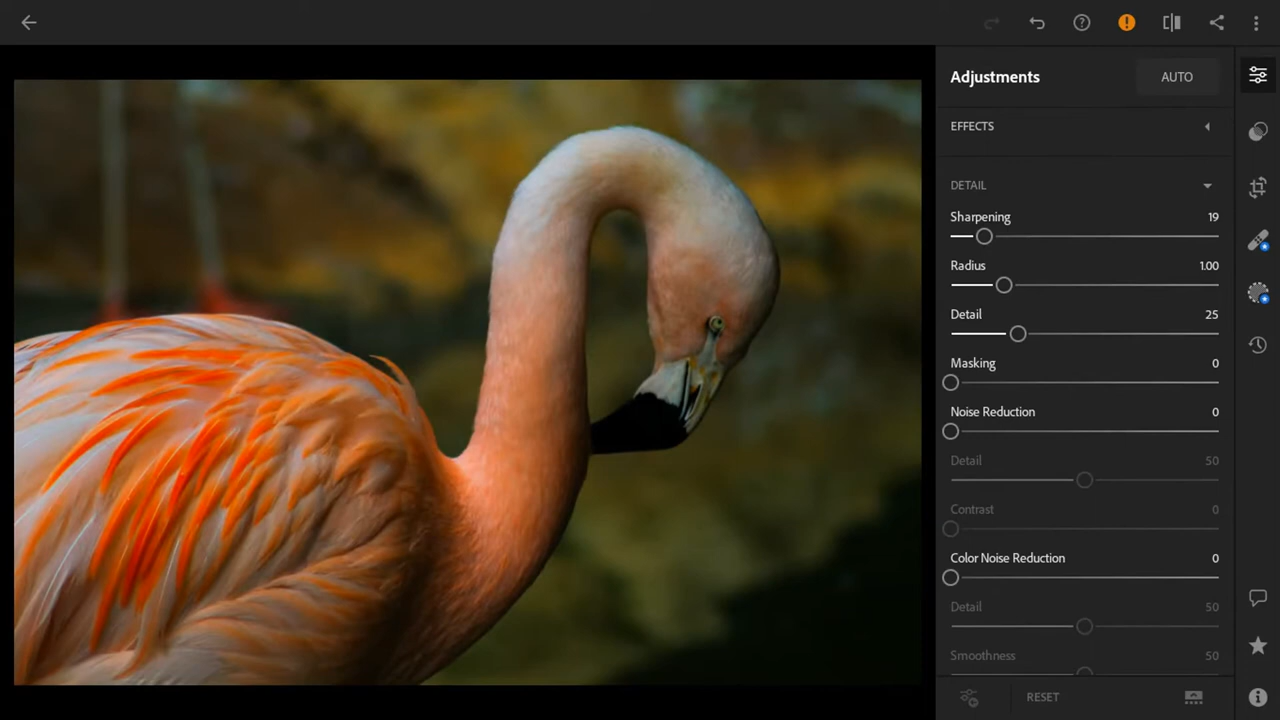 Adjustments
AUTO
EFFECTS
DETAIL
Sharpening 19
Radius 1.00
Detail 25
Masking 0
Noise Reduction 0
Detail 50
Contrast 0
Color Noise Reduction 0
Detail 50
Smoothness 50
RESET